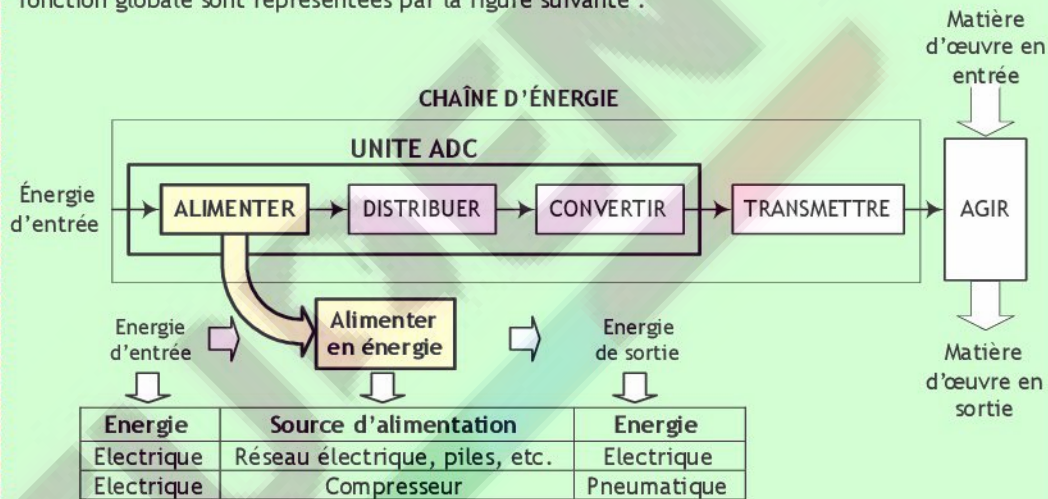 fonction globale sont représentées par la figure suivante :
Matière
d'œuvre en
entrée
CHAÎNE D'ÉNERGIE
UNITE ADC
Énergie
d'entrée
ALIMENTER
DISTRIBUER
CONVERTIR
TRANSMETTRE
AGIR
Energie
d'entrée
Alimenter
en énergie
Energie
de sortie
Matière
d'œuvre en
sortie
Energie Source d'alimentation Energie
Electrique Réseau électrique, piles, etc. Electrique
Electrique Compresseur Pneumatique